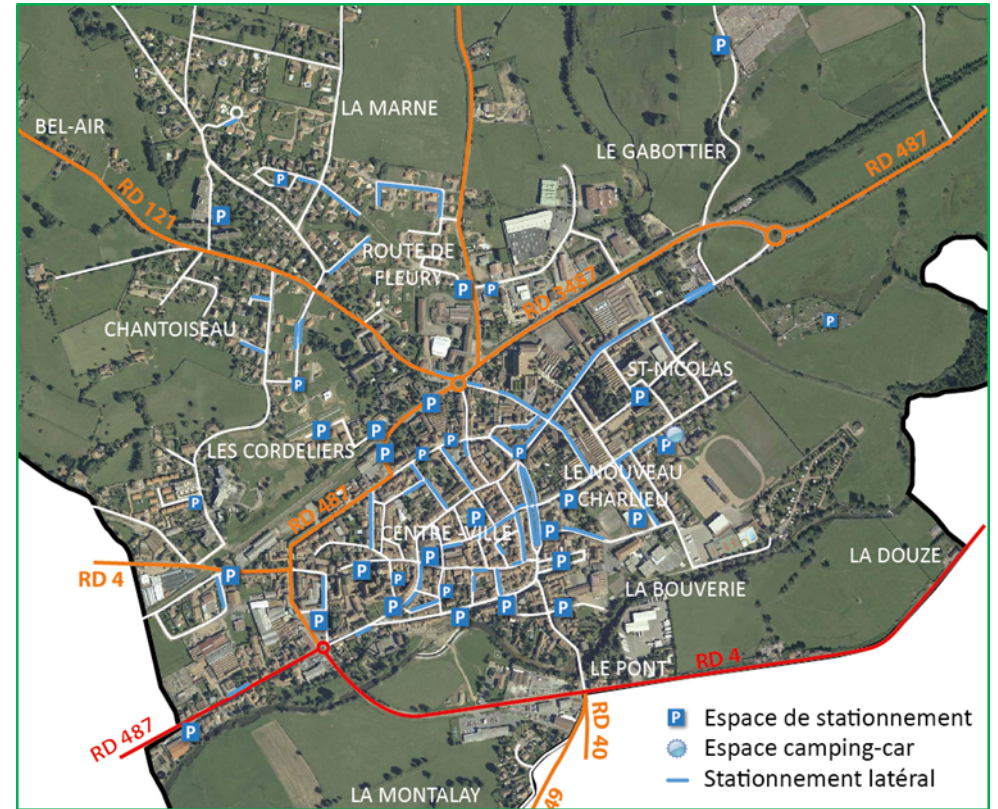 P
LA MARNE
BEL-AIR
LE GABOTTIER
RD 487
P
RD 121
P
ROUTE DE
FLEURY
P
P
RD 3487
CHANTOISEAU
P
P
ST-NICOLAS
P
P
P
P
LES CORDELIERS
P
P
P
P
P
LE NOUVEAU
CHARLIEU
P
P
RD 487
P
P
CENTRE-VILLE
P
P
P
LA DOUZE
RD 4
P
P
P
LA BOUVERIE
P
P
P
P
P
P
LE PONT
RD 4
RD 487
P
RD 40
P Espace de stationnement
Espace camping-car
Stationnement latéral
LA MONTALAY
49